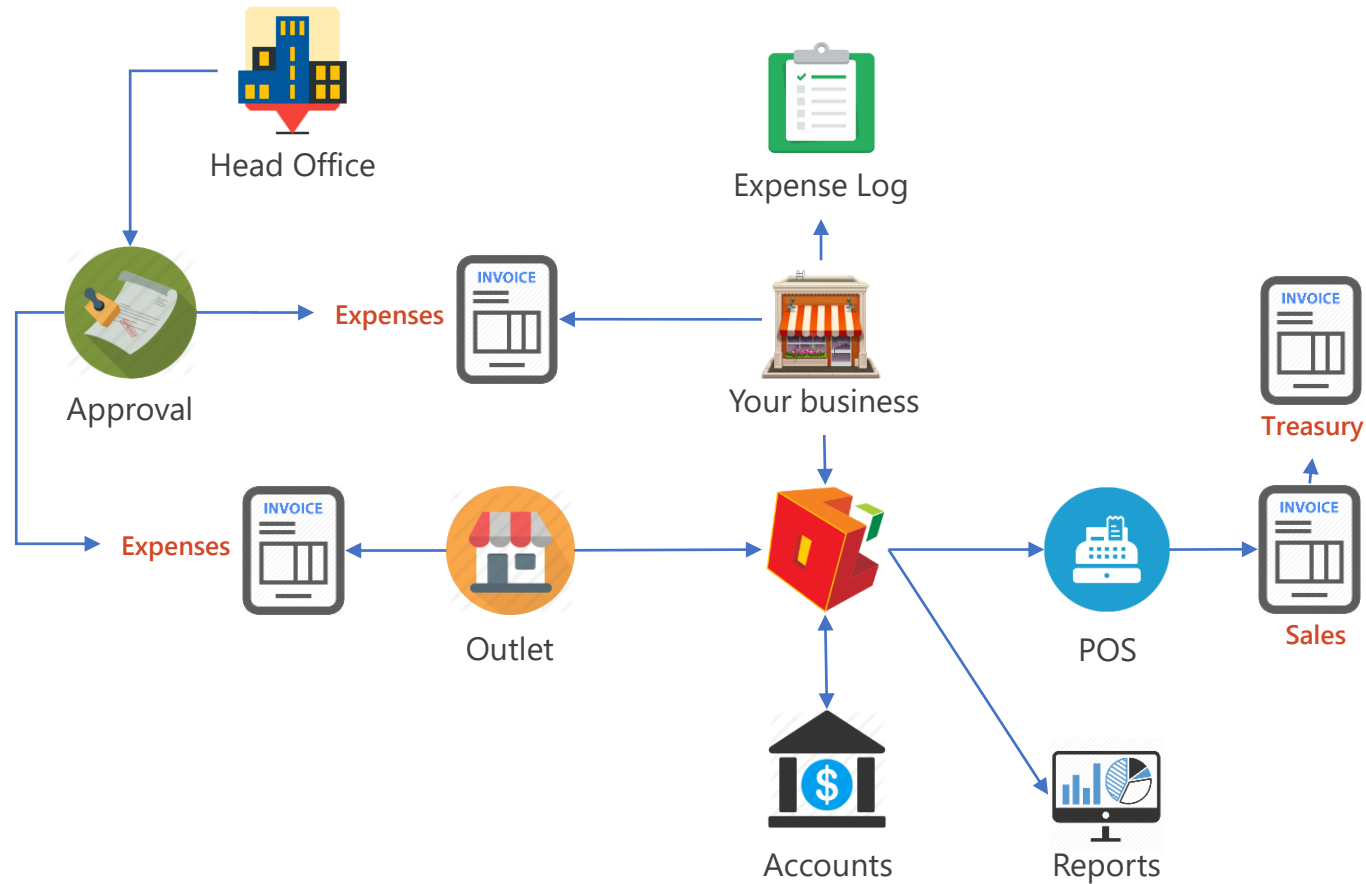 Head Office
Expense Log
INVOICE
Expenses
INVOICE
Approval
Your business
Treasury
INVOICE
INVOICE
Expenses
Outlet
POS
Sales
Accounts
Reports